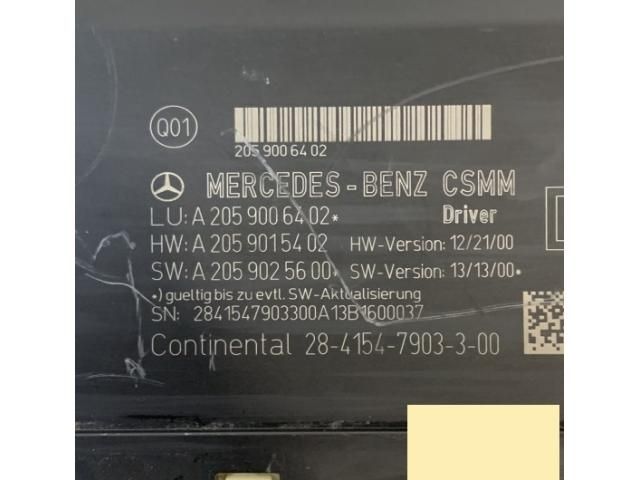 Q01
205 900 64 02
MERCEDES-BENZ CSMM
LU: A 205 900 64 02* Driver
HW: A 205 901 54 02 HW-Version: 12/21/00
SW: A 205 902 56 00* SW-Version: 13/13/00*
*) gueltig bis zu evtl. SW-Aktualisierung
SN: 2841547903300A13B1600037
Continental 28-4154-7903-3-00